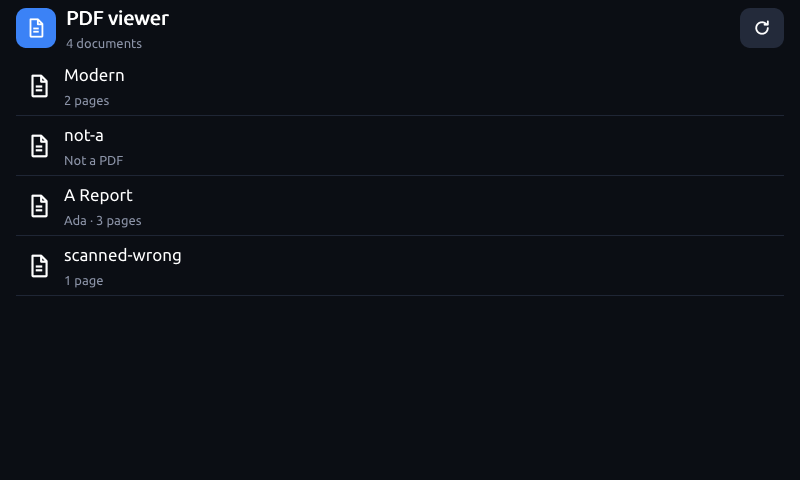 PDF viewer
4 documents
Modern
2 pages
not-a
Not a PDF
A Report
Ada · 3 pages
scanned-wrong
1 page